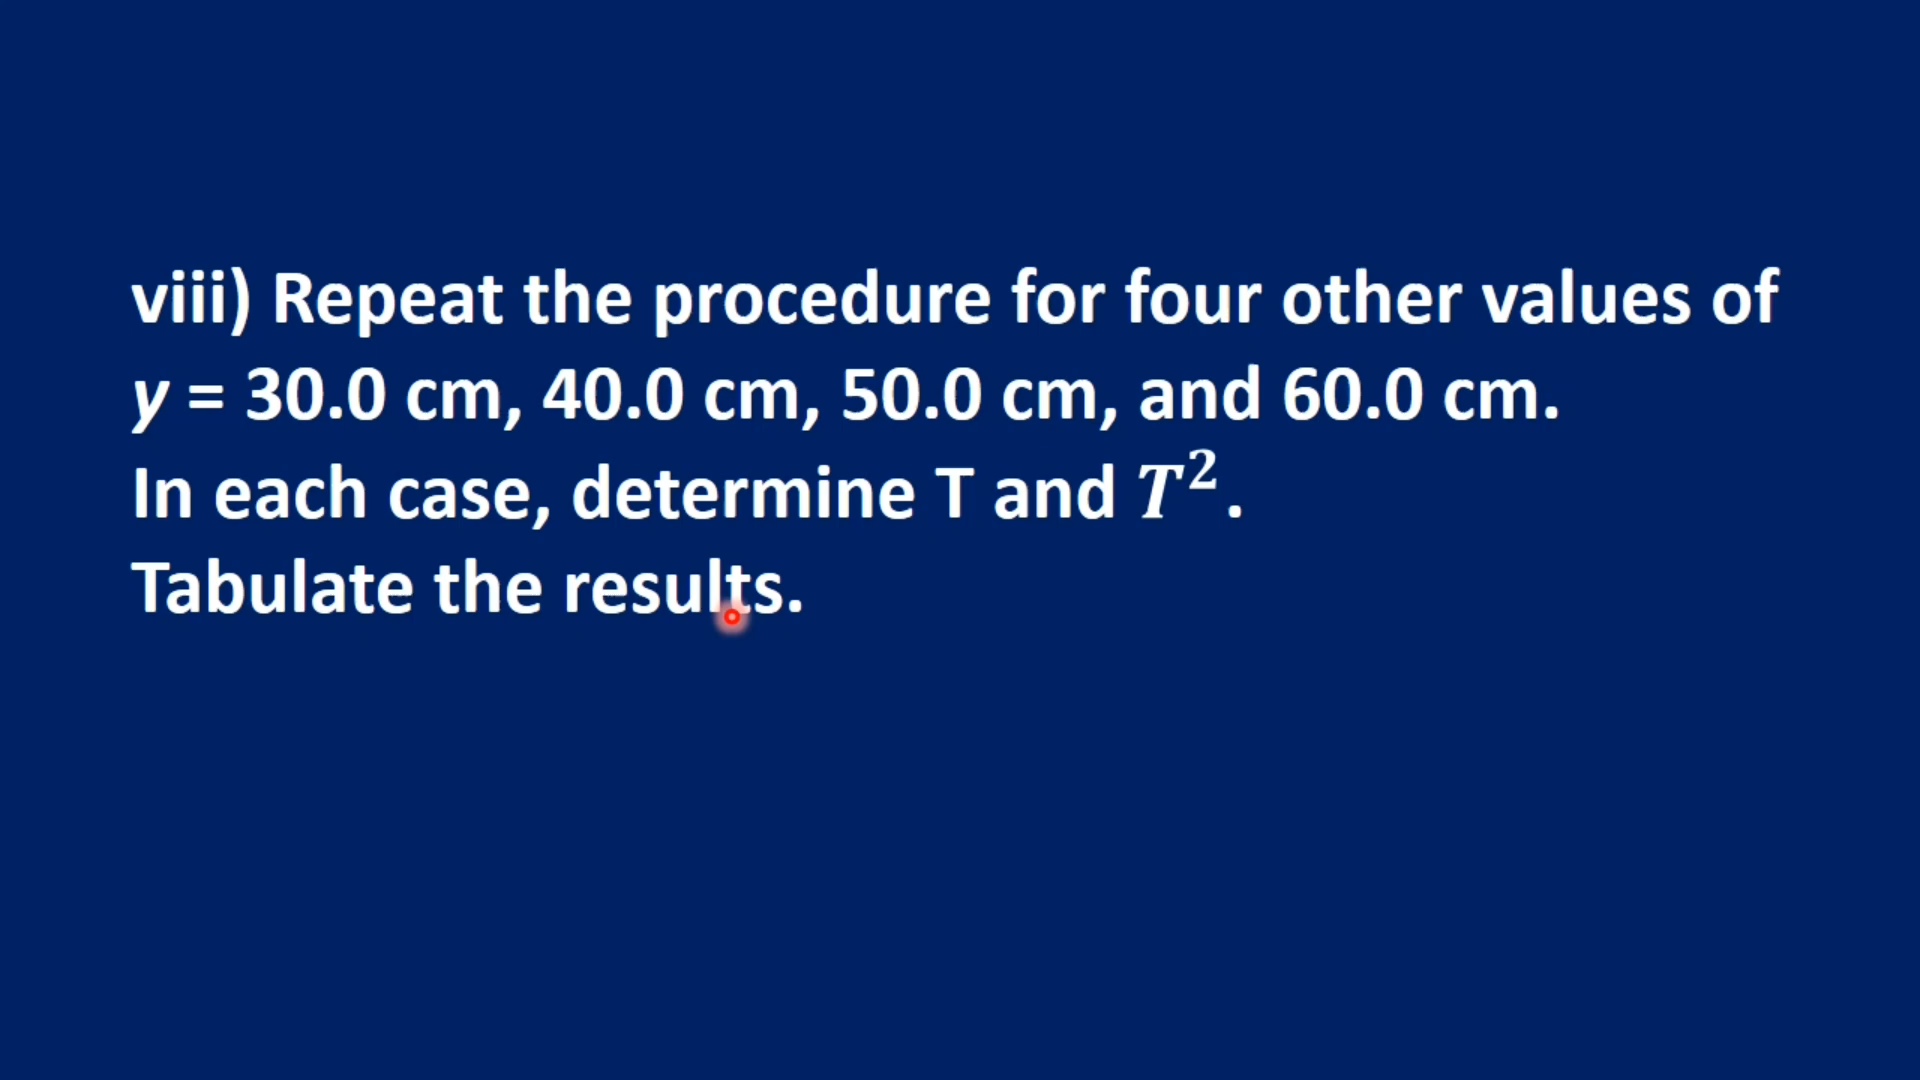 viii) Repeat the procedure for four other values of
y = 30.0 cm, 40.0 cm, 50.0 cm, and 60.0 cm.
In each case, determine T and T².
Tabulate the results.